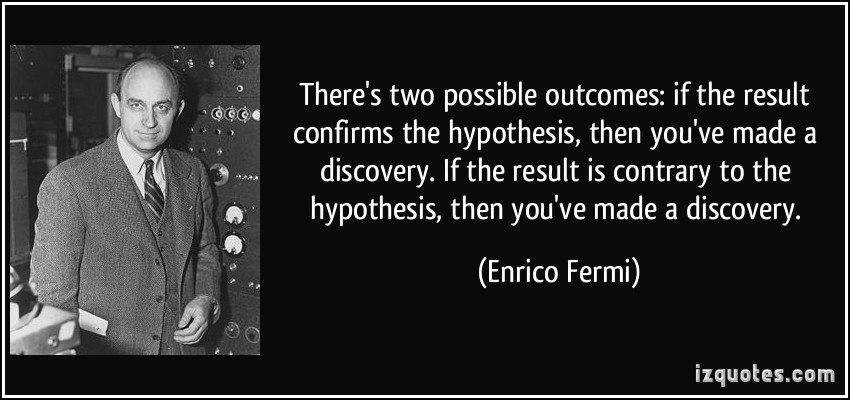 There's two possible outcomes: if the result
confirms the hypothesis, then you've made a
discovery. If the result is contrary to the
hypothesis, then you've made a discovery.
(Enrico Fermi)
izquotes.com